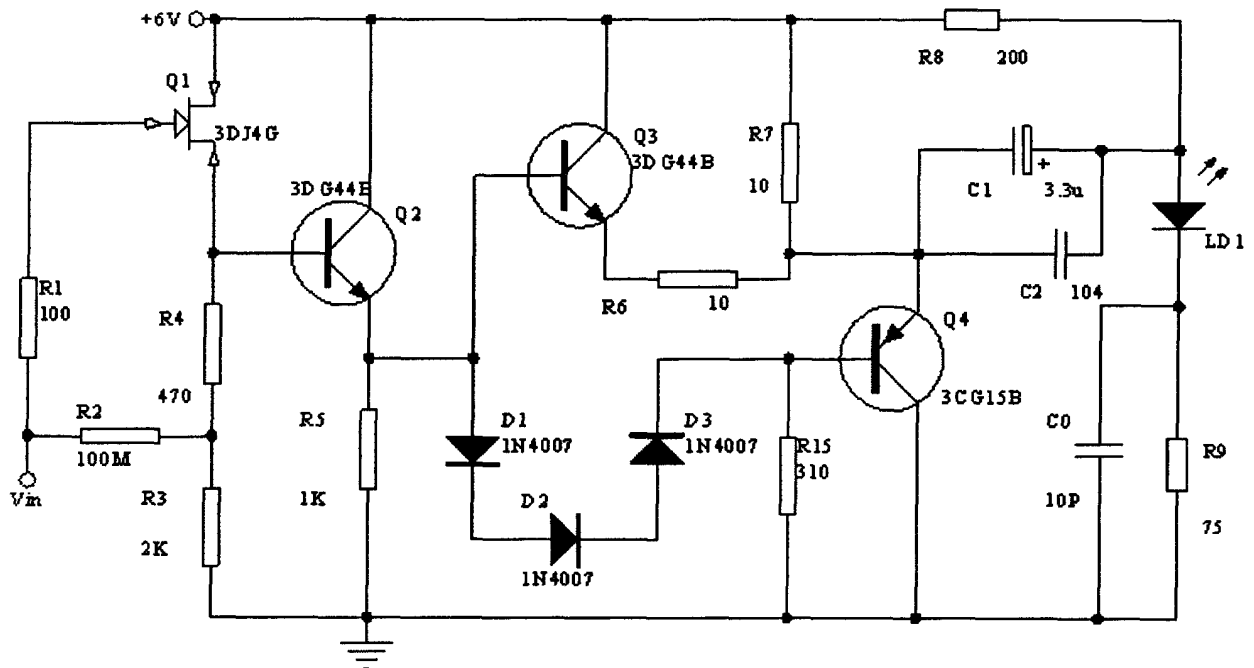 +6V
Q1
3DJ4G
R8 200
Q3
3DG44B
R7
10
C1 3.3u
+
3DG44B
Q2
LD1
R1
100
R4
470
R6 10
C2 104
Q4
3CG15B
R2
100M
R5
1K
D1
1N4007
D3
1N4007
R15
310
C0
10P
R9
75
Vin
R3
2K
D2
1N4007